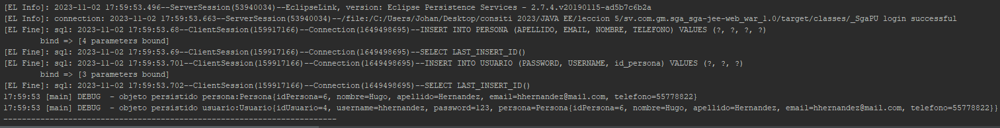 [EL Info]: 2023-11-02 17:59:53.496--ServerSession(53940034)--EclipseLink, version: Eclipse Persistence Services - 2.7.4.v20190115-ad5b7c6b2a
[EL Info]: connection: 2023-11-02 17:59:53.663--ServerSession(53940034)--/file:/C:/Users/Johan/Desktop/consiti 2023/JAVA EE/leccion 5/sv.com.gm.sga_sga-jee-web_war_1.0/target/classes/_SgaPU login successful
[EL Fine]: sql: 2023-11-02 17:59:53.68--ClientSession(159917166)--Connection(1649498695)--INSERT INTO PERSONA (APELLIDO, EMAIL, NOMBRE, TELEFONO) VALUES (?, ?, ?, ?)
bind => [4 parameters bound]
[EL Fine]: sql: 2023-11-02 17:59:53.69--ClientSession(159917166)--Connection(1649498695)--SELECT LAST_INSERT_ID()
[EL Fine]: sql: 2023-11-02 17:59:53.701--ClientSession(159917166)--Connection(1649498695)--INSERT INTO USUARIO (PASSWORD, USERNAME, id_persona) VALUES (?, ?, ?)
bind => [3 parameters bound]
[EL Fine]: sql: 2023-11-02 17:59:53.702--ClientSession(159917166)--Connection(1649498695)--SELECT LAST_INSERT_ID()
17:59:53 [main] DEBUG  - objeto persistido persona:Persona{idPersona=6, nombre=Hugo, apellido=Hernandez, email=hhernandez@mail.com, telefono=55778822}
17:59:53 [main] DEBUG  - objeto persistido usuario:Usuario{idUsuario=4, username=hhernandez, password=123, persona=Persona{idPersona=6, nombre=Hugo, apellido=Hernandez, email=hhernandez@mail.com, telefono=55778822}}
------------------------------------------------------------------------